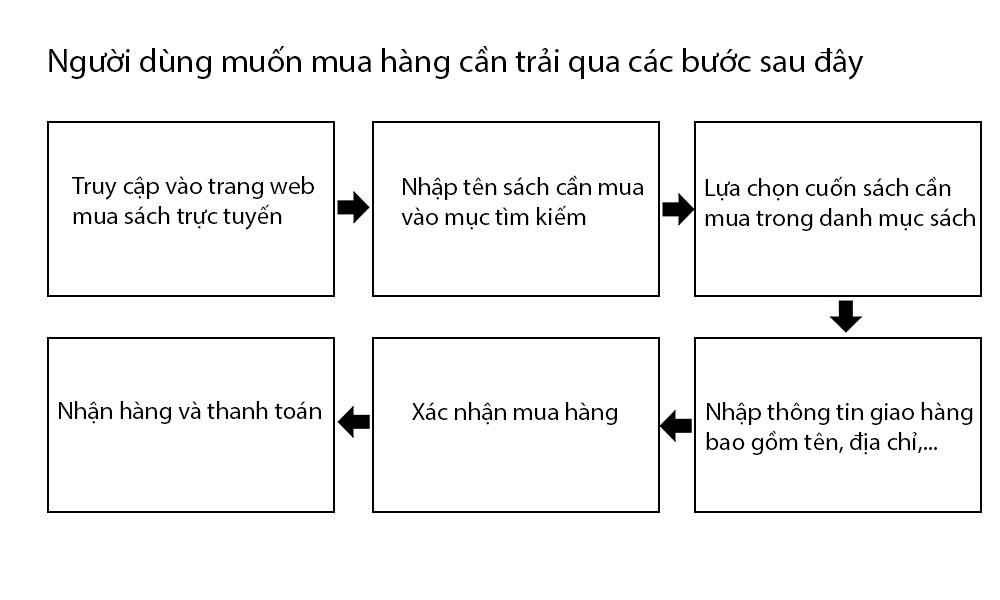 Người dùng muốn mua hàng cần trải qua các bước sau đây
Truy cập vào trang web
mua sách trực tuyến
Nhập tên sách cần mua
vào mục tìm kiếm
Lựa chọn cuốn sách cần
mua trong danh mục sách
Nhập thông tin giao hàng
bao gồm tên, địa chỉ,...
Xác nhận mua hàng
Nhận hàng và thanh toán